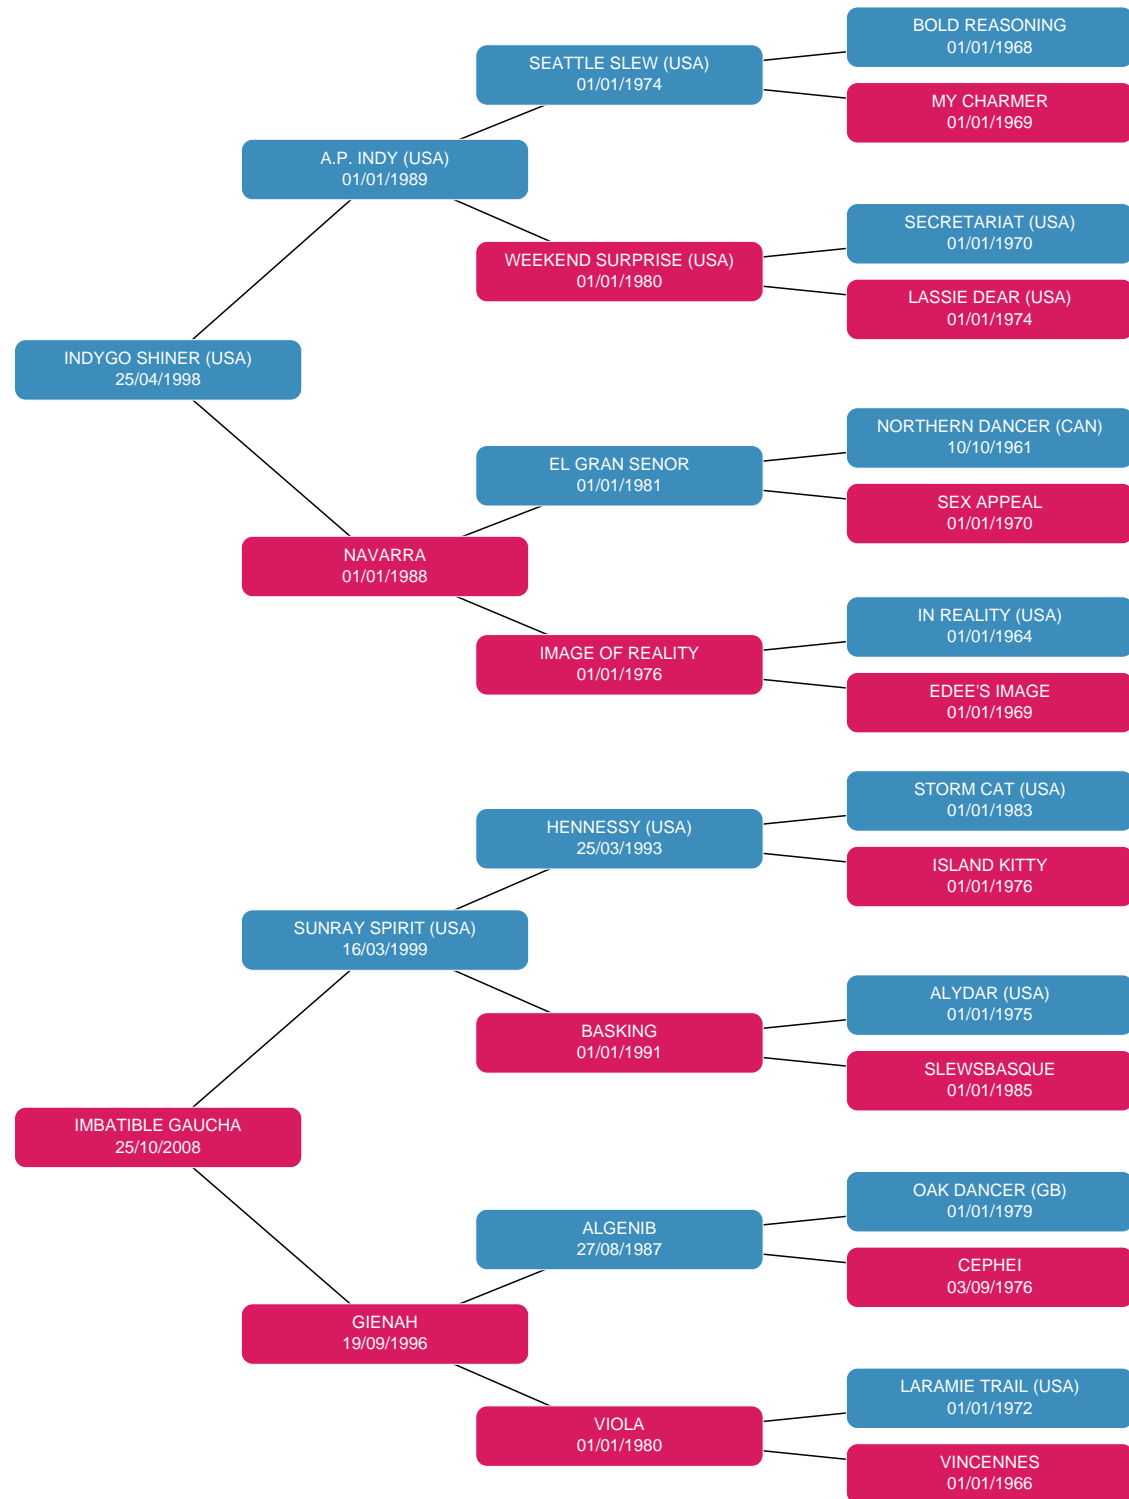 BOLD REASONING
01/01/1968
SEATTLE SLEW (USA)
01/01/1974
MY CHARMER
01/01/1969
A.P. INDY (USA)
01/01/1989
SECRETARIAT (USA)
01/01/1970
WEEKEND SURPRISE (USA)
01/01/1980
LASSIE DEAR (USA)
01/01/1974
INDYGO SHINER (USA)
25/04/1998
NORTHERN DANCER (CAN)
10/10/1961
EL GRAN SENOR
01/01/1981
SEX APPEAL
01/01/1970
NAVARRA
01/01/1988
IN REALITY (USA)
01/01/1964
IMAGE OF REALITY
01/01/1976
EDEE'S IMAGE
01/01/1969
STORM CAT (USA)
01/01/1983
HENNESSY (USA)
25/03/1993
ISLAND KITTY
01/01/1976
SUNRAY SPIRIT (USA)
16/03/1999
ALYDAR (USA)
01/01/1975
BASKING
01/01/1991
SLEWSBASQUE
01/01/1985
IMBATIBLE GAUCHA
25/10/2008
OAK DANCER (GB)
01/01/1979
ALGENIB
27/08/1987
CEPHEI
03/09/1976
GIENAH
19/09/1996
LARAMIE TRAIL (USA)
01/01/1972
VIOLA
01/01/1980
VINCENNES
01/01/1966